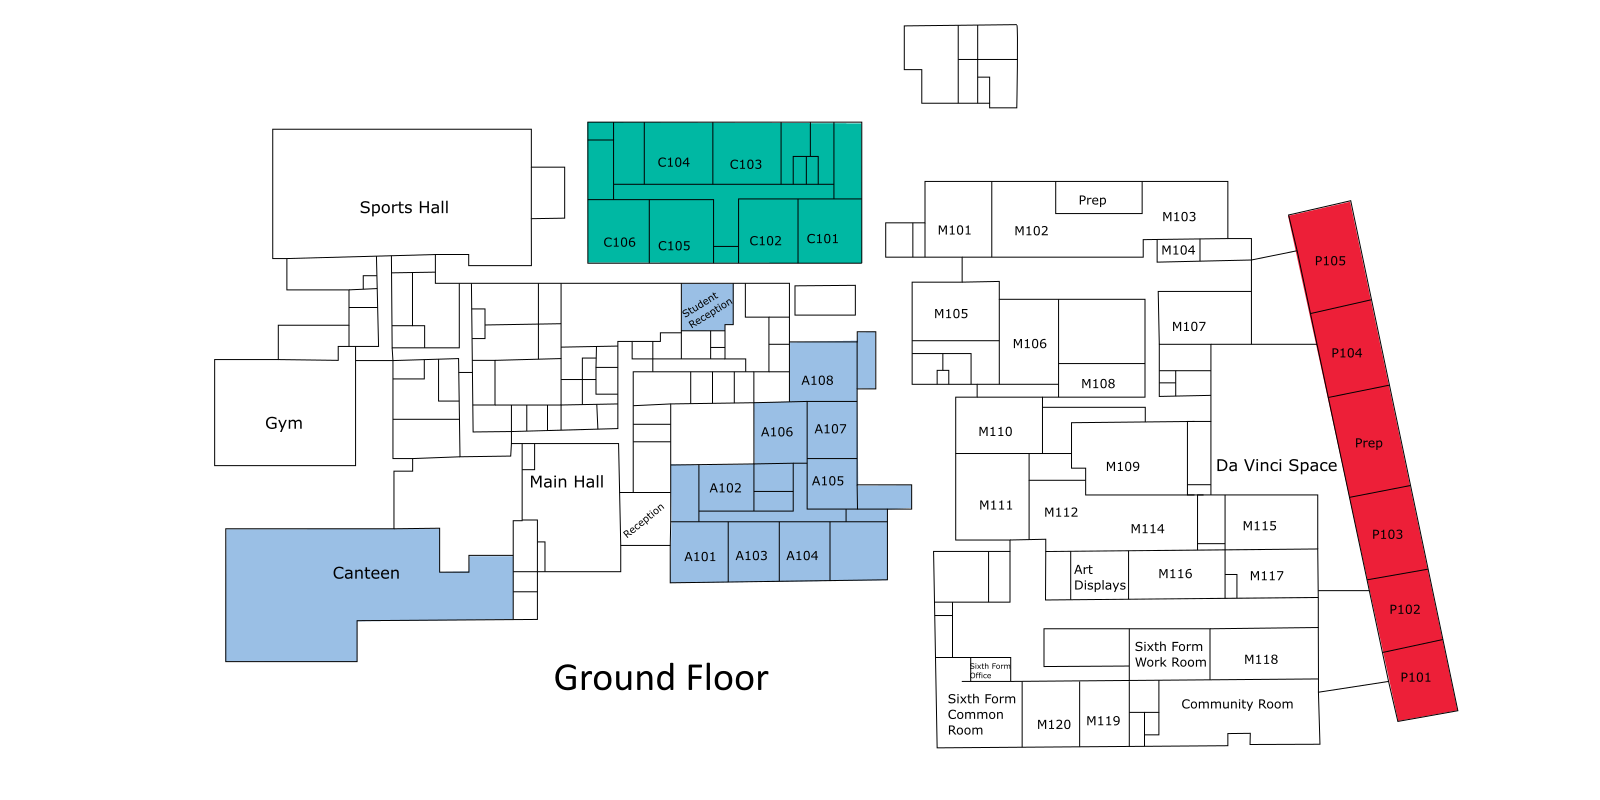 Sports Hall
Gym
Canteen
Main Hall
Reception
Student
Reception
C104
C103
C106
C105
C102
C101
A108
A106
A107
A102
A105
A101
A103
A104
Ground Floor
M101
M102
Prep
M103
M104
M105
M106
M107
M108
M110
M109
Da Vinci Space
M111
M112
M114
M115
Art
Displays
M116
M117
Sixth Form
Work Room
M118
Sixth Form
Office
Sixth Form
Common
Room
M120
M119
Community Room
P105
P104
Prep
P103
P102
P101